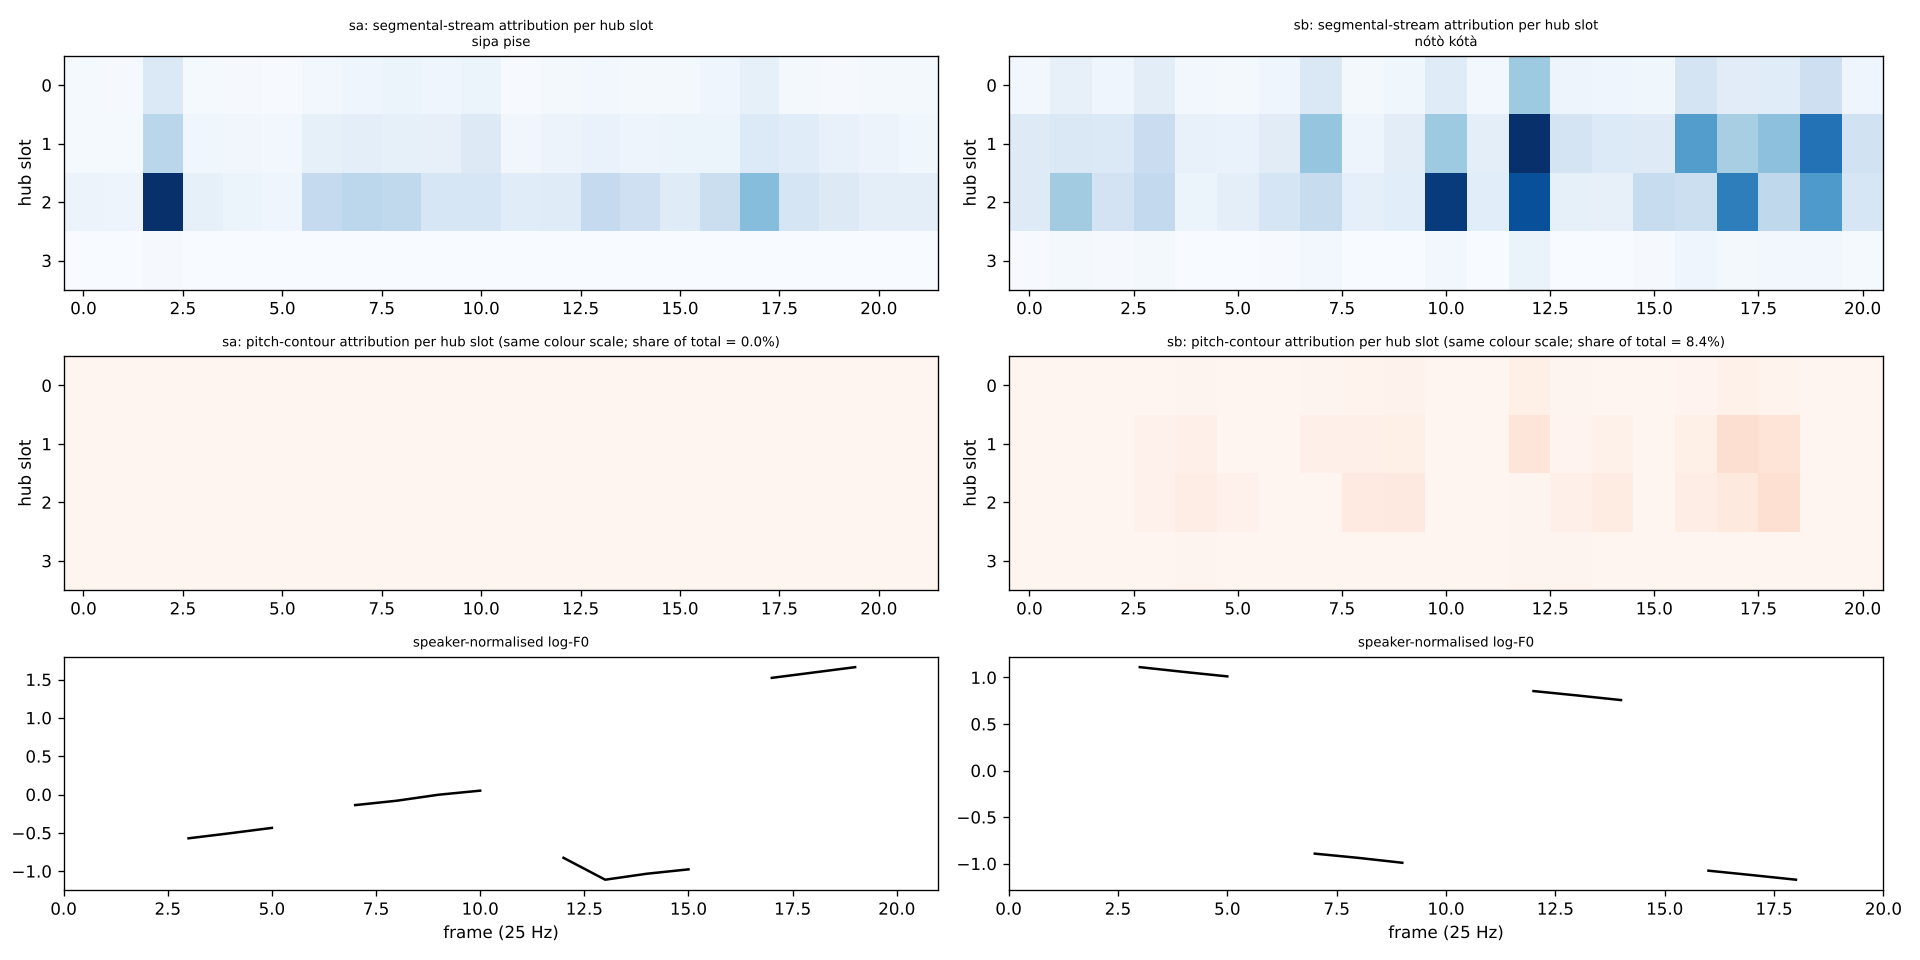 sa: segmental-stream attribution per hub slot
sipa pise
hub slot
0
1
2
3
0.0 2.5 5.0 7.5 10.0 12.5 15.0 17.5 20.0
sb: segmental-stream attribution per hub slot
nótò kótà
hub slot
0
1
2
3
0.0 2.5 5.0 7.5 10.0 12.5 15.0 17.5 20.0
sa: pitch-contour attribution per hub slot (same colour scale; share of total = 0.0%)
hub slot
0
1
2
3
0.0 2.5 5.0 7.5 10.0 12.5 15.0 17.5 20.0
sb: pitch-contour attribution per hub slot (same colour scale; share of total = 8.4%)
hub slot
0
1
2
3
0.0 2.5 5.0 7.5 10.0 12.5 15.0 17.5 20.0
speaker-normalised log-F0
1.5
1.0
0.5
0.0
−0.5
−1.0
0.0 2.5 5.0 7.5 10.0 12.5 15.0 17.5 20.0
frame (25 Hz)
speaker-normalised log-F0
1.0
0.5
0.0
−0.5
−1.0
0.0 2.5 5.0 7.5 10.0 12.5 15.0 17.5 20.0
frame (25 Hz)